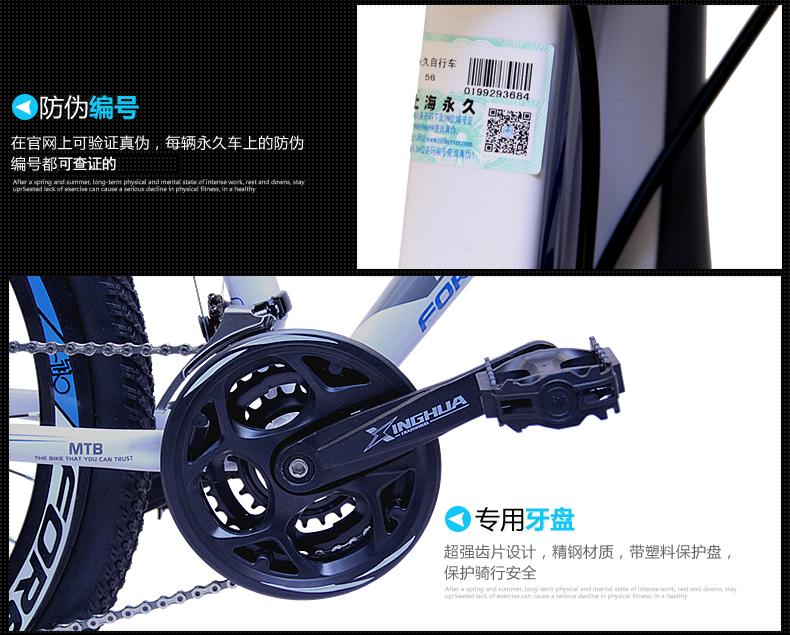 防伪编号
在官网上可验证真伪，每辆永久车上的防伪
编号都可查证的
After a spring and summer, long-term physical and mental state of intense work, rest and downs, stay
uprSeated lack of exercise can cause a serious decline in physical fitness, in a healthy
久自行车
56
0199293684
上海永久
www.cnforever.com
FOR
MTB
THE BIKE THAT YOU CAN TRUST
XINGHUA
FOR
专用牙盘
超强齿片设计，精钢材质，带塑料保护盘，
保护骑行安全
After a spring and summer, long-term physical and mental state of intense work, rest and downs, stay
uprSeated lack of exercise can cause a serious decline in physical fitness, in a healthy